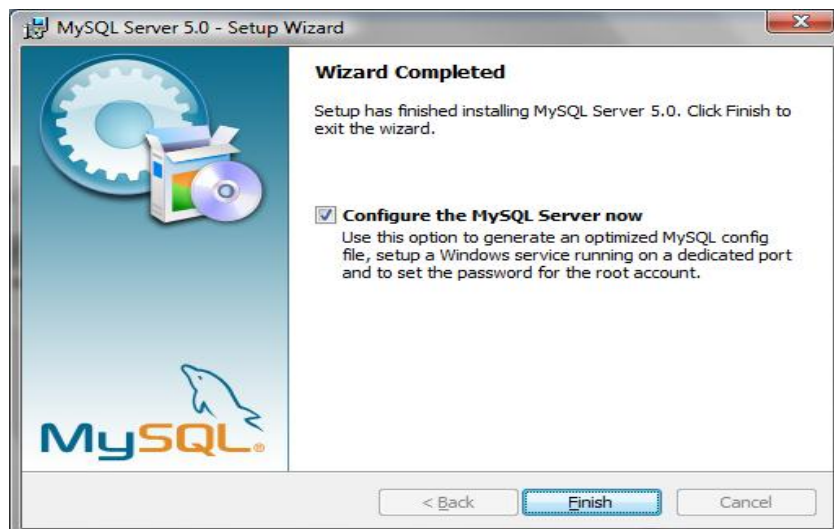 MySQL Server 5.0 - Setup Wizard
Wizard Completed
Setup has finished installing MySQL Server 5.0. Click Finish to
exit the wizard.
Configure the MySQL Server now
Use this option to generate an optimized MySQL config
file, setup a Windows service running on a dedicated port
and to set the password for the root account.
MySQL®
< Back
Finish
Cancel